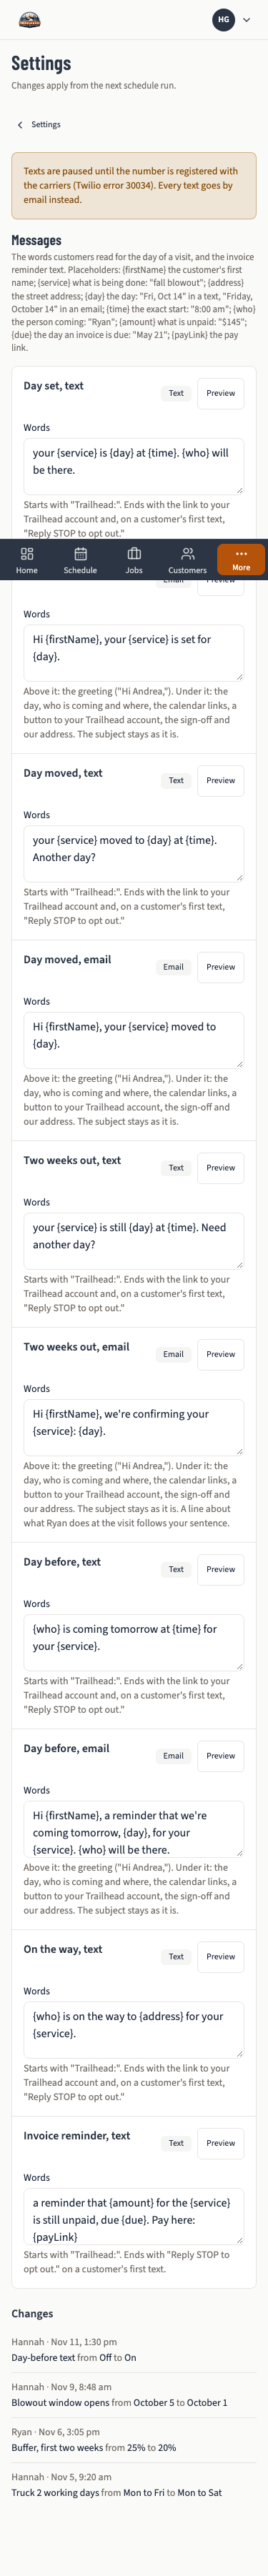 HG
Settings
Changes apply from the next schedule run.
Settings
Texts are paused until the number is registered with
the carriers (Twilio error 30034). Every text goes by
email instead.
Messages
The words customers read for the day of a visit, and the invoice
reminder text. Placeholders: {firstName} the customer's first
name; {service} what is being done: "fall blowout"; {address}
the street address; {day} the day: "Fri, Oct 14" in a text, "Friday,
October 14" in an email; {time} the exact start: "8:00 am"; {who}
the person coming: "Ryan"; {amount} what is unpaid: "$145";
{due} the day an invoice is due: "May 21"; {payLink} the pay
link.
Day set, text
Text
Preview
Words
your {service} is {day} at {time}. {who} will
be there.
Starts with "Trailhead:". Ends with the link to your
Trailhead account and, on a customer's first text,
"Reply STOP to opt out."
Home
Schedule
Jobs
Customers
More
Email
Preview
Words
Hi {firstName}, your {service} is set for
{day}.
Above it: the greeting ("Hi Andrea,"). Under it: the
day, who is coming and where, the calendar links, a
button to your Trailhead account, the sign-off and
our address. The subject stays as it is.
Day moved, text
Text
Preview
Words
your {service} moved to {day} at {time}.
Another day?
Starts with "Trailhead:". Ends with the link to your
Trailhead account and, on a customer's first text,
"Reply STOP to opt out."
Day moved, email
Email
Preview
Words
Hi {firstName}, your {service} moved to
{day}.
Above it: the greeting ("Hi Andrea,"). Under it: the
day, who is coming and where, the calendar links, a
button to your Trailhead account, the sign-off and
our address. The subject stays as it is.
Two weeks out, text
Text
Preview
Words
your {service} is still {day} at {time}. Need
another day?
Starts with "Trailhead:". Ends with the link to your
Trailhead account and, on a customer's first text,
"Reply STOP to opt out."
Two weeks out, email
Email
Preview
Words
Hi {firstName}, we're confirming your
{service}: {day}.
Above it: the greeting ("Hi Andrea,"). Under it: the
day, who is coming and where, the calendar links, a
button to your Trailhead account, the sign-off and
our address. The subject stays as it is. A line about
what Ryan does at the visit follows your sentence.
Day before, text
Text
Preview
Words
{who} is coming tomorrow at {time} for
your {service}.
Starts with "Trailhead:". Ends with the link to your
Trailhead account and, on a customer's first text,
"Reply STOP to opt out."
Day before, email
Email
Preview
Words
Hi {firstName}, a reminder that we're
coming tomorrow, {day}, for your
{service}. {who} will be there.
Above it: the greeting ("Hi Andrea,"). Under it: the
day, who is coming and where, the calendar links, a
button to your Trailhead account, the sign-off and
our address. The subject stays as it is.
On the way, text
Text
Preview
Words
{who} is on the way to {address} for your
{service}.
Starts with "Trailhead:". Ends with the link to your
Trailhead account and, on a customer's first text,
"Reply STOP to opt out."
Invoice reminder, text
Text
Preview
Words
a reminder that {amount} for the {service}
is still unpaid, due {due}. Pay here:
{payLink}
Starts with "Trailhead:". Ends with "Reply STOP to
opt out." on a customer's first text.
Changes
Hannah · Nov 11, 1:30 pm
Day-before text from Off to On
Hannah · Nov 9, 8:48 am
Blowout window opens from October 5 to October 1
Ryan · Nov 6, 3:05 pm
Buffer, first two weeks from 25% to 20%
Hannah · Nov 5, 9:20 am
Truck 2 working days from Mon to Fri to Mon to Sat